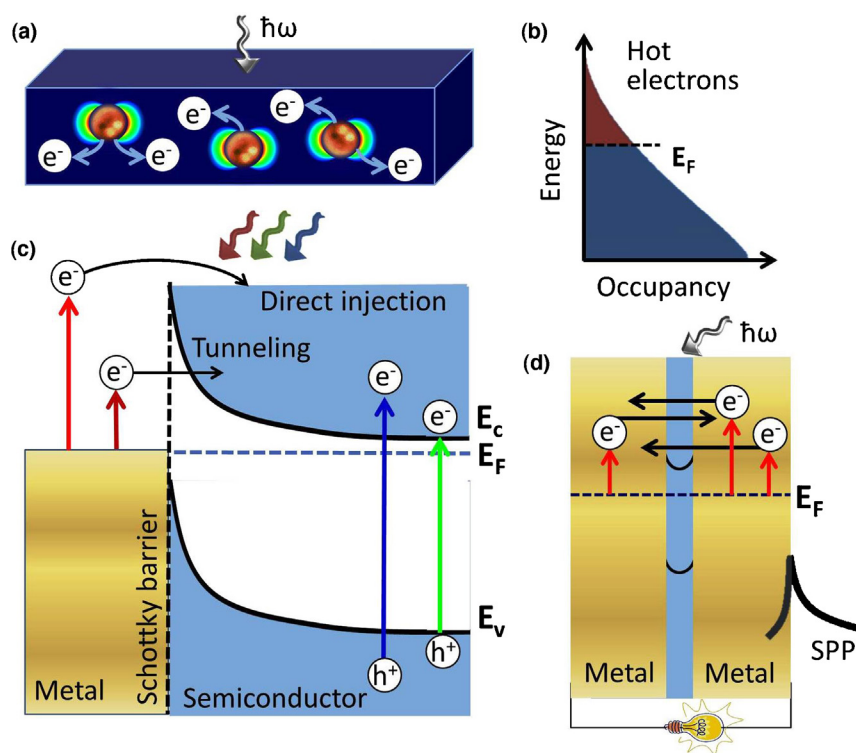 (a)
ħω
e-
e-
e-
e-
e-
e-
(b)
Hot
electrons
E_F
Energy
Occupancy
(c)
e-
Direct injection
Tunneling
e-
e-
e-
E_c
E_F
Schottky barrier
E_v
h+
h+
Metal
Semiconductor
(d)
ħω
e-
e-
e-
E_F
SPP
Metal
Metal